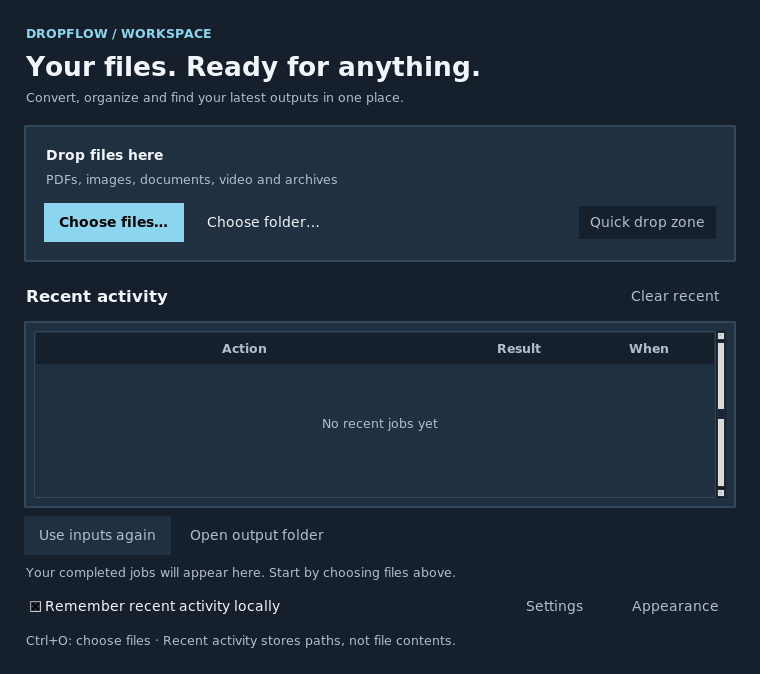 DROPFLOW / WORKSPACE
Your files. Ready for anything.
Convert, organize and find your latest outputs in one place.
Drop files here
PDFs, images, documents, video and archives
Choose files... Choose folder... Quick drop zone
Recent activity Clear recent
Action Result When
No recent jobs yet
Use inputs again Open output folder
Your completed jobs will appear here. Start by choosing files above.
Remember recent activity locally Settings Appearance
Ctrl+O: choose files · Recent activity stores paths, not file contents.